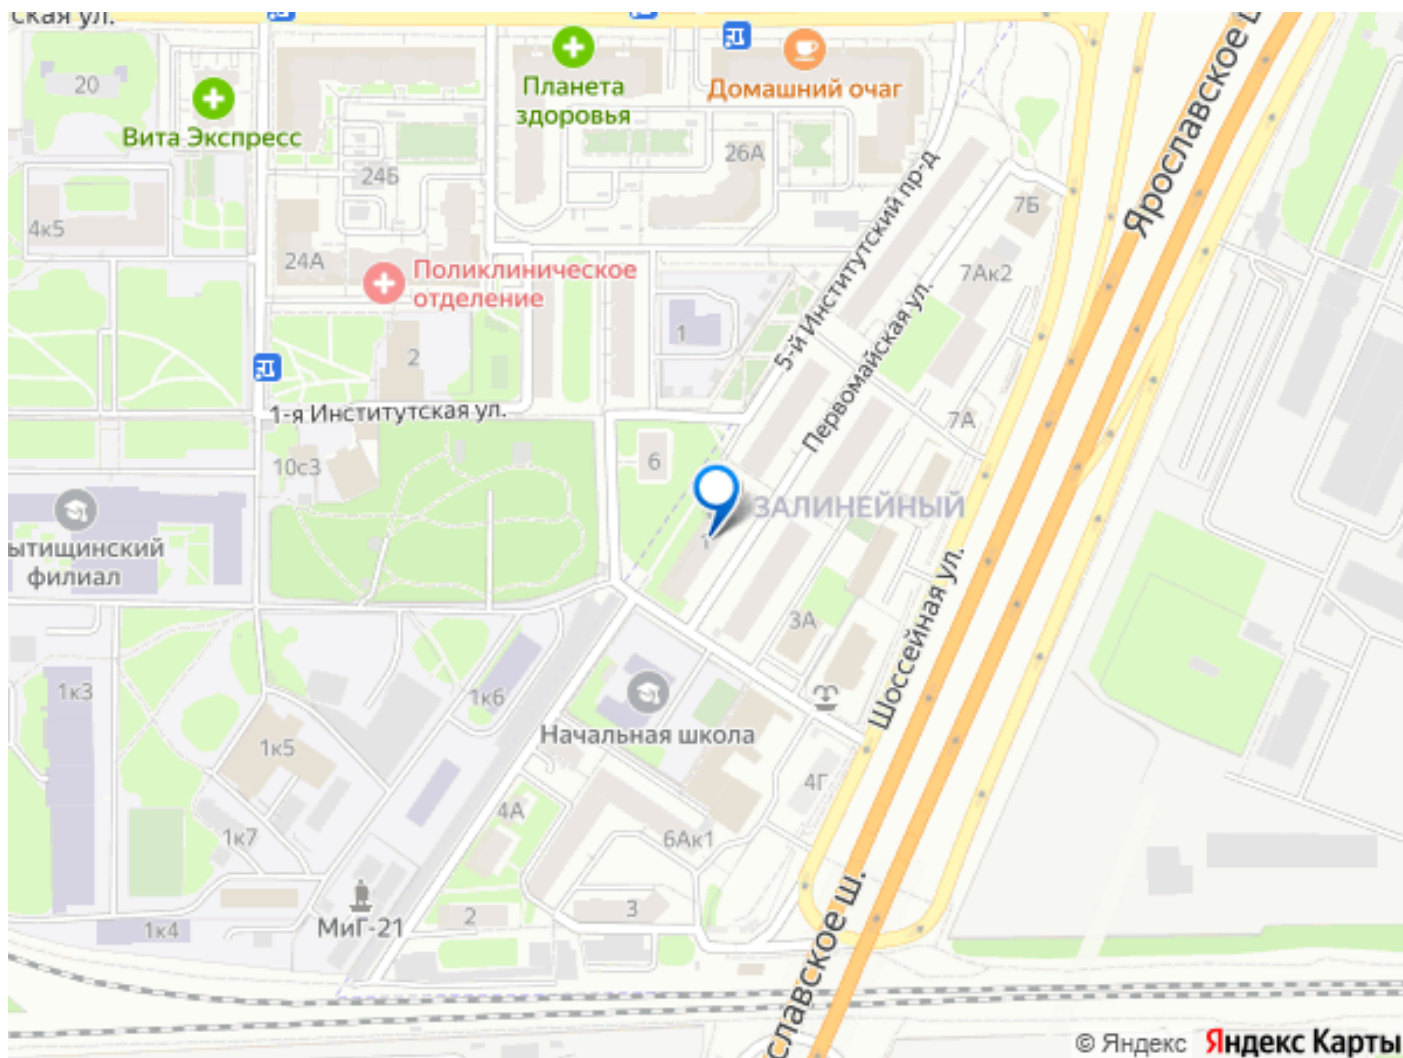 ская ул.
20
Вита Экспресс
Планета
здоровья
Домашний очаг
Ярославское ш
24Б
26А
4к5
24А
Поликлиническое
отделение
5-й Институтский пр-д
7Б
7Ак2
1
2
Первомайская ул.
1-я Институтская ул.
7А
10с3
6
ЗАЛИНЕЙНЫЙ
1
ытищинский
филиал
Шоссейная ул.
3А
1к3
1к6
Начальная школа
1к5
4Г
4А
1к7
6Ак1
МиГ-21
2
3
1к4
славское ш.
© Яндекс Яндекс Карты